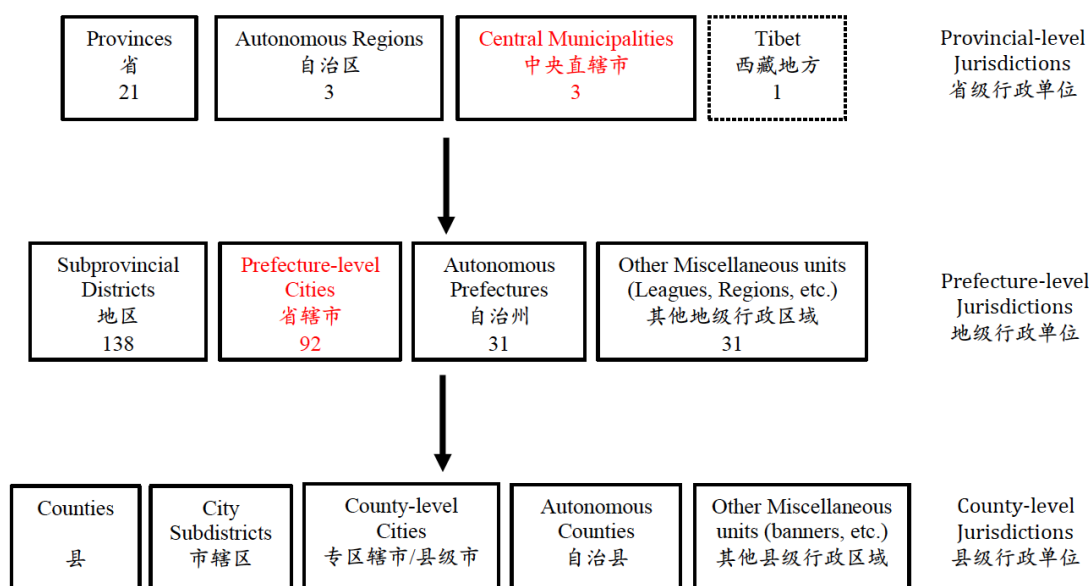 Provinces
省
21
Autonomous Regions
自治区
3
Central Municipalities
中央直辖市
3
Tibet
西藏地方
1
Provincial-level
Jurisdictions
省级行政单位
Subprovincial
Districts
地区
138
Prefecture-level
Cities
省辖市
92
Autonomous
Prefectures
自治州
31
Other Miscellaneous units
(Leagues, Regions, etc.)
其他地级行政区域
31
Prefecture-level
Jurisdictions
地级行政单位
Counties
县
City
Subdistricts
市辖区
County-level
Cities
专区辖市/县级市
Autonomous
Counties
自治县
Other Miscellaneous
units (banners, etc.)
其他县级行政区域
County-level
Jurisdictions
县级行政单位